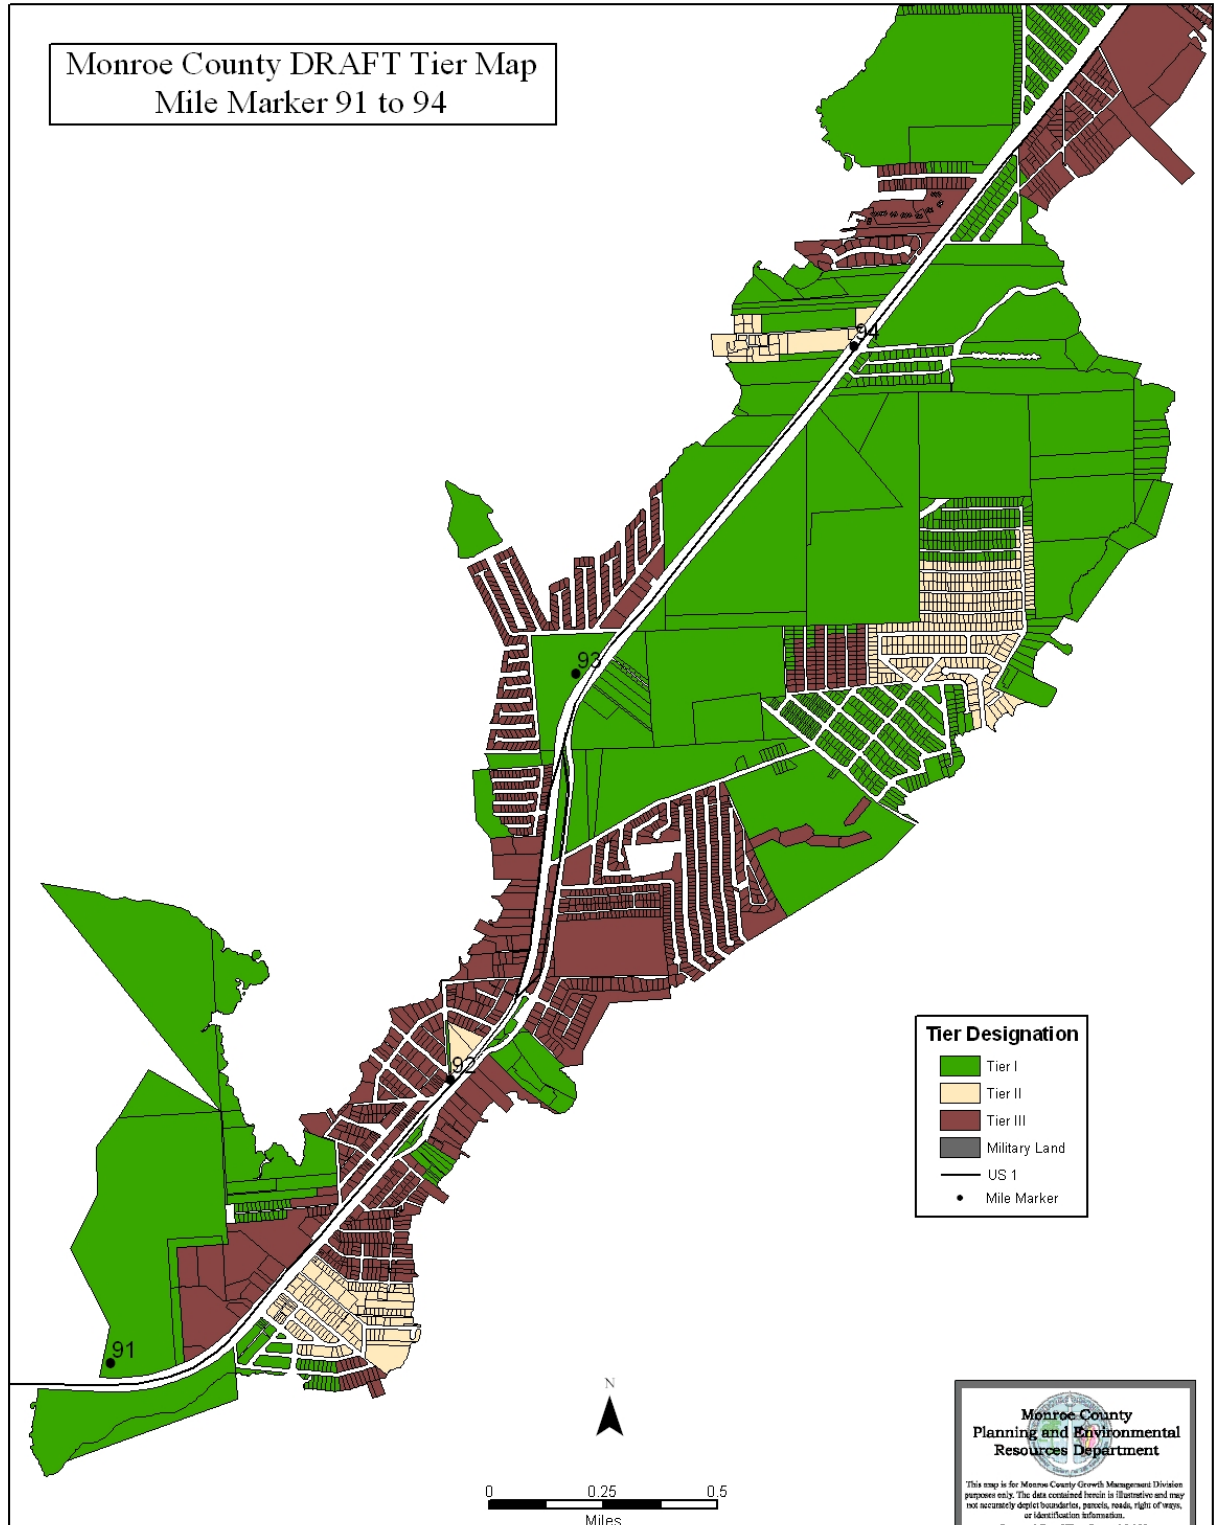 Monroe County DRAFT Tier Map
Mile Marker 91 to 94
94
93
92
91
Tier Designation
Tier I
Tier II
Tier III
Military Land
US 1
Mile Marker
N
0 0.25 0.5
Miles
Monroe County
Planning and Environmental
Resources Department
This map is for Monroe County Growth Management Division
purposes only. The data contained herein is illustrative and may
not accurately depict boundaries, parcels, roads, right of ways,
or identification information.